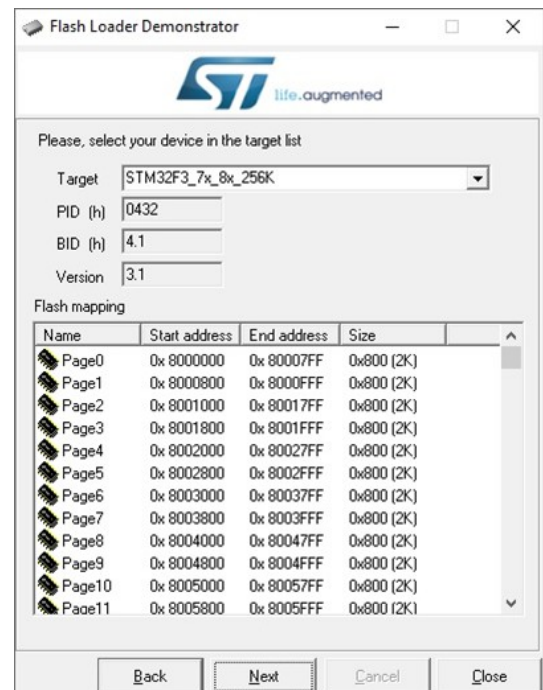 Flash Loader Demonstrator
ST life.augmented
Please, select your device in the target list
Target STM32F3_7x_8x_256K
PID (h) 0432
BID (h) 4.1
Version 3.1
Flash mapping
Name Start address End address Size
Page0 0x 8000000 0x 80007FF 0x800 (2K)
Page1 0x 8000800 0x 8000FFF 0x800 (2K)
Page2 0x 8001000 0x 80017FF 0x800 (2K)
Page3 0x 8001800 0x 8001FFF 0x800 (2K)
Page4 0x 8002000 0x 80027FF 0x800 (2K)
Page5 0x 8002800 0x 8002FFF 0x800 (2K)
Page6 0x 8003000 0x 80037FF 0x800 (2K)
Page7 0x 8003800 0x 8003FFF 0x800 (2K)
Page8 0x 8004000 0x 80047FF 0x800 (2K)
Page9 0x 8004800 0x 8004FFF 0x800 (2K)
Page10 0x 8005000 0x 80057FF 0x800 (2K)
Page11 0x 8005800 0x 8005FFF 0x800 (2K)
Back Next Cancel Close